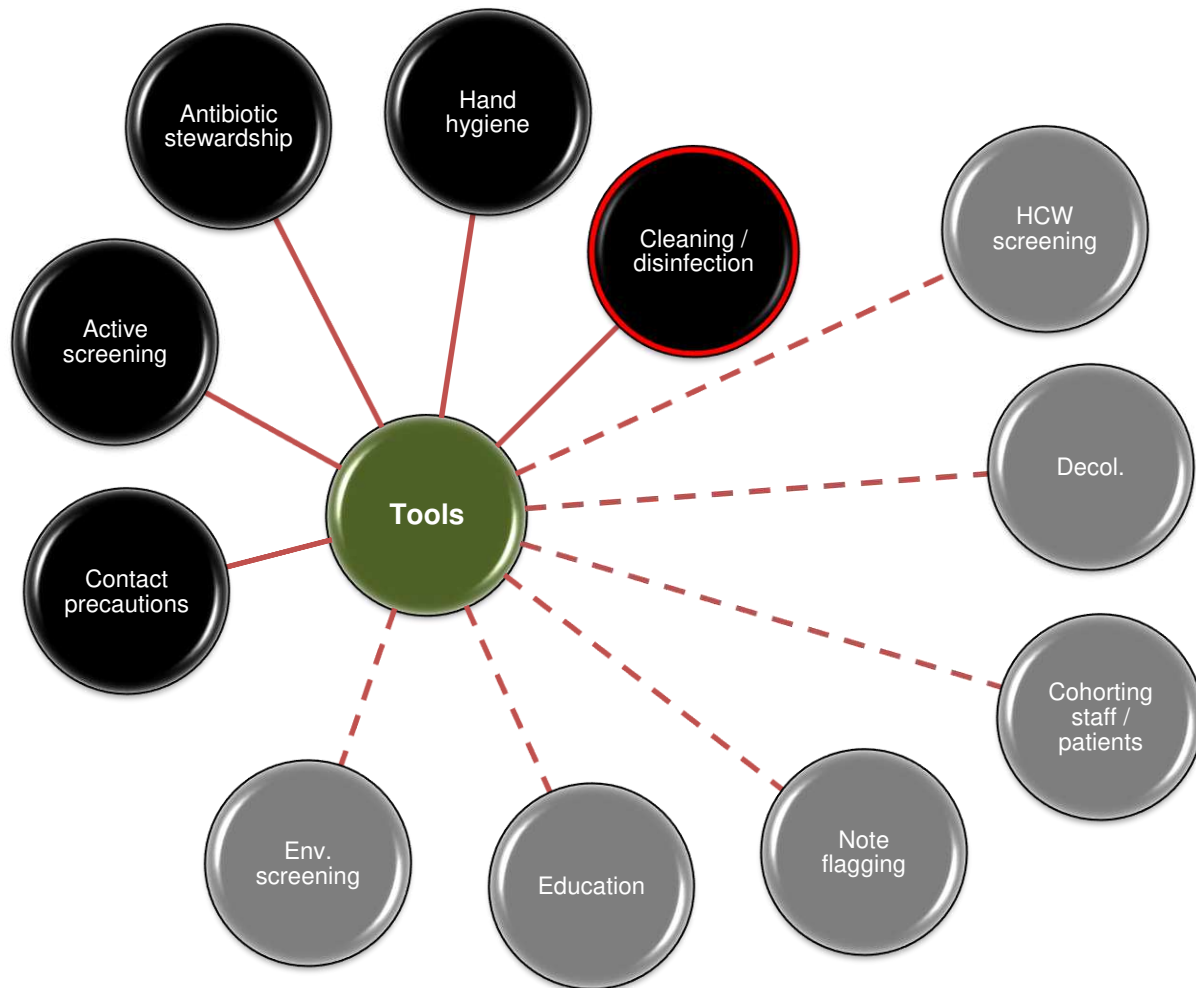 Antibiotic
stewardship
Hand
hygiene
Cleaning /
disinfection
HCW
screening
Active
screening
Decol.
Tools
Contact
precautions
Cohorting
staff /
patients
Env.
screening
Education
Note
flagging